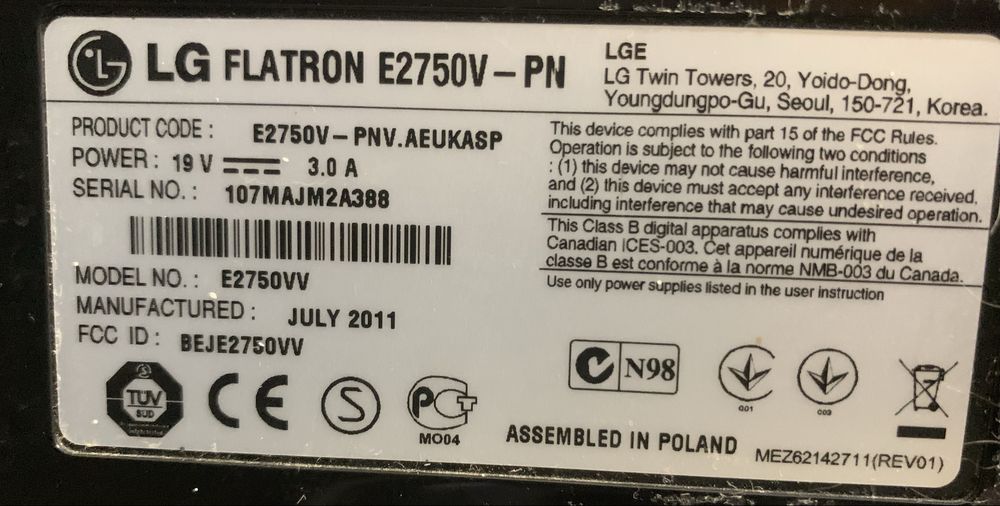 LG FLATRON E2750V-PN
LGE
LG Twin Towers, 20, Yoido-Dong,
Youngdungpo-Gu, Seoul, 150-721, Korea.
PRODUCT CODE : E2750V-PNV.AEUKASP
POWER : 19 V 3.0 A
SERIAL NO. : 107MAJM2A388
MODEL NO. : E2750VV
MANUFACTURED : JULY 2011
FCC ID : BEJE2750VV
This device complies with part 15 of the FCC Rules.
Operation is subject to the following two conditions
: (1) this device may not cause harmful interference,
and (2) this device must accept any interference received,
including interference that may cause undesired operation.
This Class B digital apparatus complies with
Canadian ICES-003. Cet appareil numérique de la
classe B est conforme à la norme NMB-003 du Canada.
Use only power supplies listed in the user instruction
N98
001
003
TÜV
SÜD
CE
S
PCT
MO04
ASSEMBLED IN POLAND
MEZ62142711(REV01)